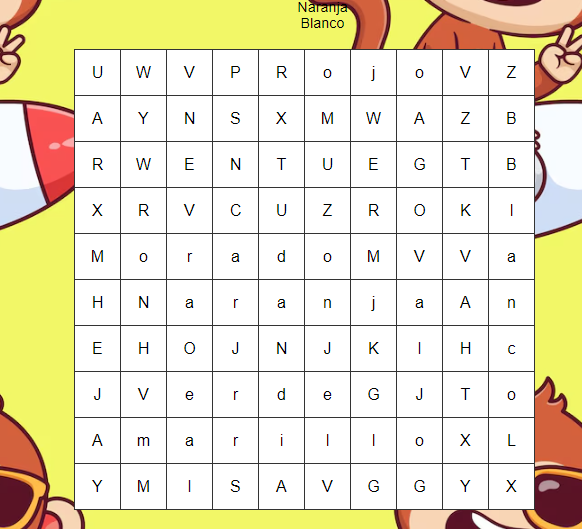 Naranja
Blanco
U W V P R o j o V Z
A Y N S X M W A Z B
R W E N T U E G T B
X R V C U Z R O K l
M o r a d o M V V a
H N a r a n j a A n
E H O J N J K I H c
J V e r d e G J T o
A m a r i l l o X L
Y M I S A V G G Y X